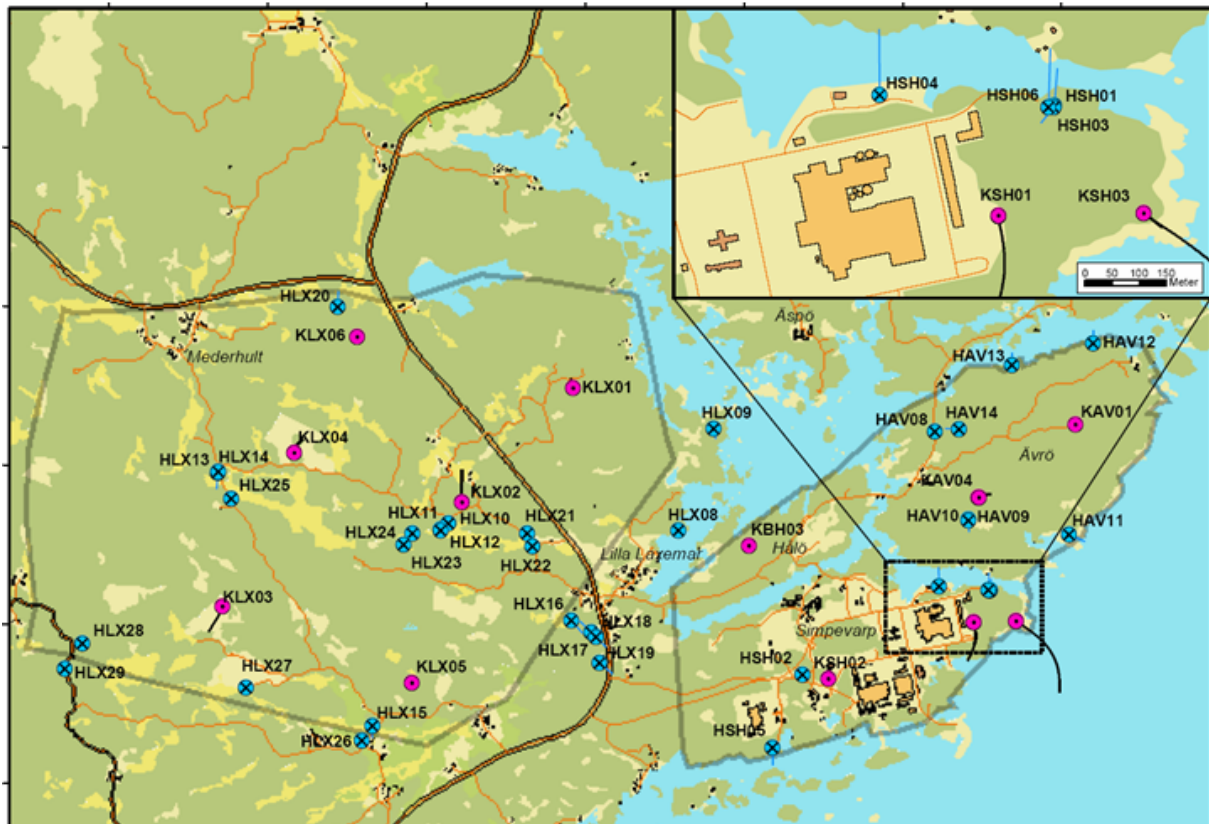 HSH04
HSH06
HSH01
HSH03
KSH01
KSH03
0 50 100 150
Meter
HLX20
KLX06
Mederhult
Äspö
HAV13
HAV12
KLX01
HLX09
HAV08
HAV14
KAV01
Ävrö
KLX04
HLX13
HLX14
HLX25
KLX02
HLX11
HLX10
HLX24
HLX12
HLX23
HLX21
HLX22
HLX08
KAV04
HAV10
HAV09
HAV11
KBH03
Hålö
Lilla Laxemar
KLX03
HLX16
HLX18
HLX17
HLX19
Simpevarp
HLX28
HLX29
HLX27
KLX05
HSH02
KSH02
HLX15
HLX26
HSH05